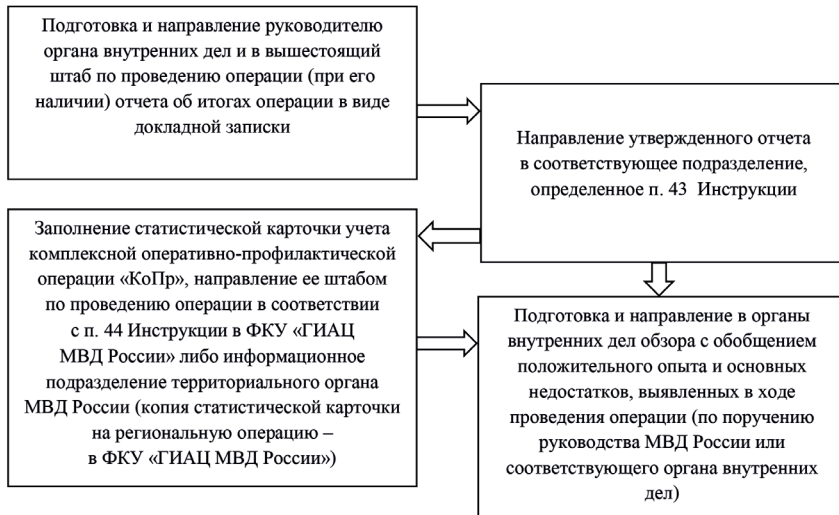 Подготовка и направление руководителю
органа внутренних дел и в вышестоящий
штаб по проведению операции (при его
наличии) отчета об итогах операции в виде
докладной записки
Направление утвержденного отчета
в соответствующее подразделение,
определенное п. 43 Инструкции
Заполнение статистической карточки учета
комплексной оперативно-профилактической
операции «КоПр», направление ее штабом
по проведению операции в соответствии
с п. 44 Инструкции в ФКУ «ГИАЦ
МВД России» либо информационное
подразделение территориального органа
МВД России (копия статистической карточки
на региональную операцию –
в ФКУ «ГИАЦ МВД России»)
Подготовка и направление в органы
внутренних дел обзора с обобщением
положительного опыта и основных
недостатков, выявленных в ходе
проведения операции (по поручению
руководства МВД России или
соответствующего органа внутренних
дел)